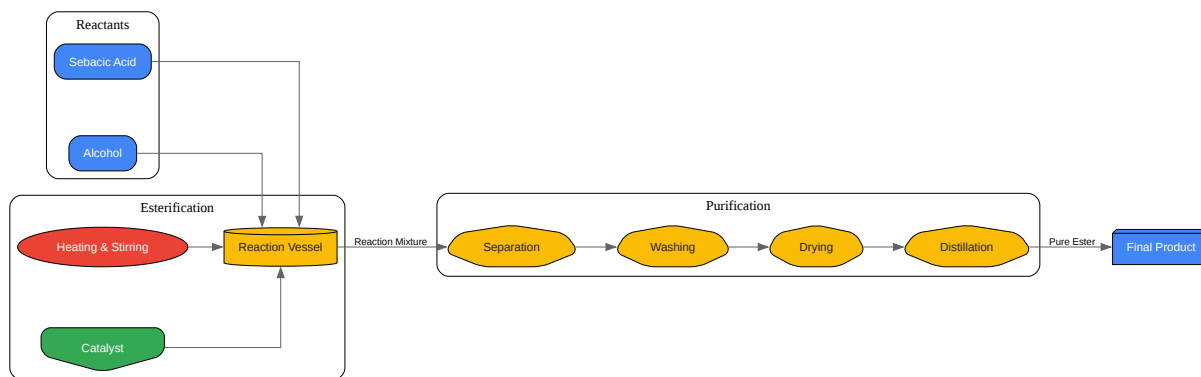 Reactants
Sebacic Acid
Alcohol
Esterification
Heating & Stirring
Reaction Vessel
Catalyst
Reaction Mixture
Purification
Separation
Washing
Drying
Distillation
Pure Ester
Final Product